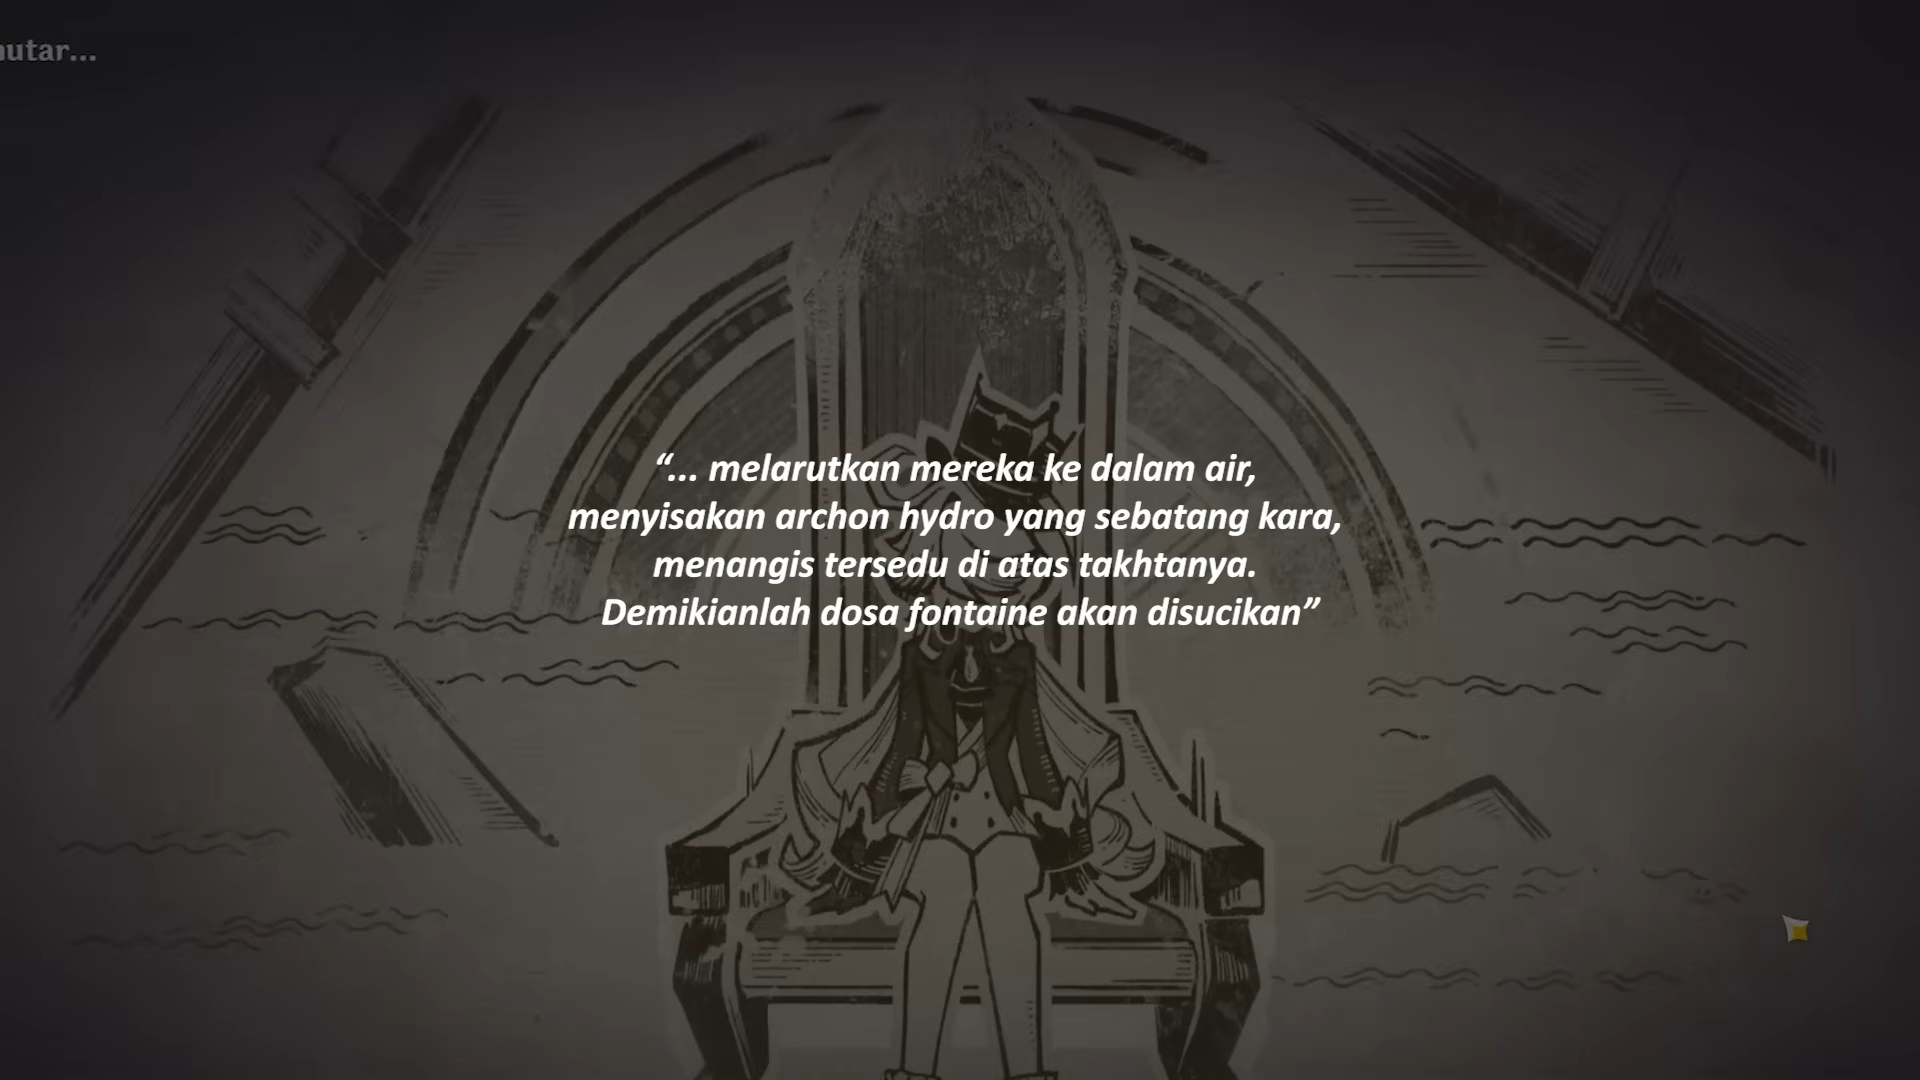 “... melarutkan mereka ke dalam air,
menyisakan archon hydro yang sebatang kara,
menangis tersedu di atas takhtanya.
Demikianlah dosa fontaine akan disucikan”